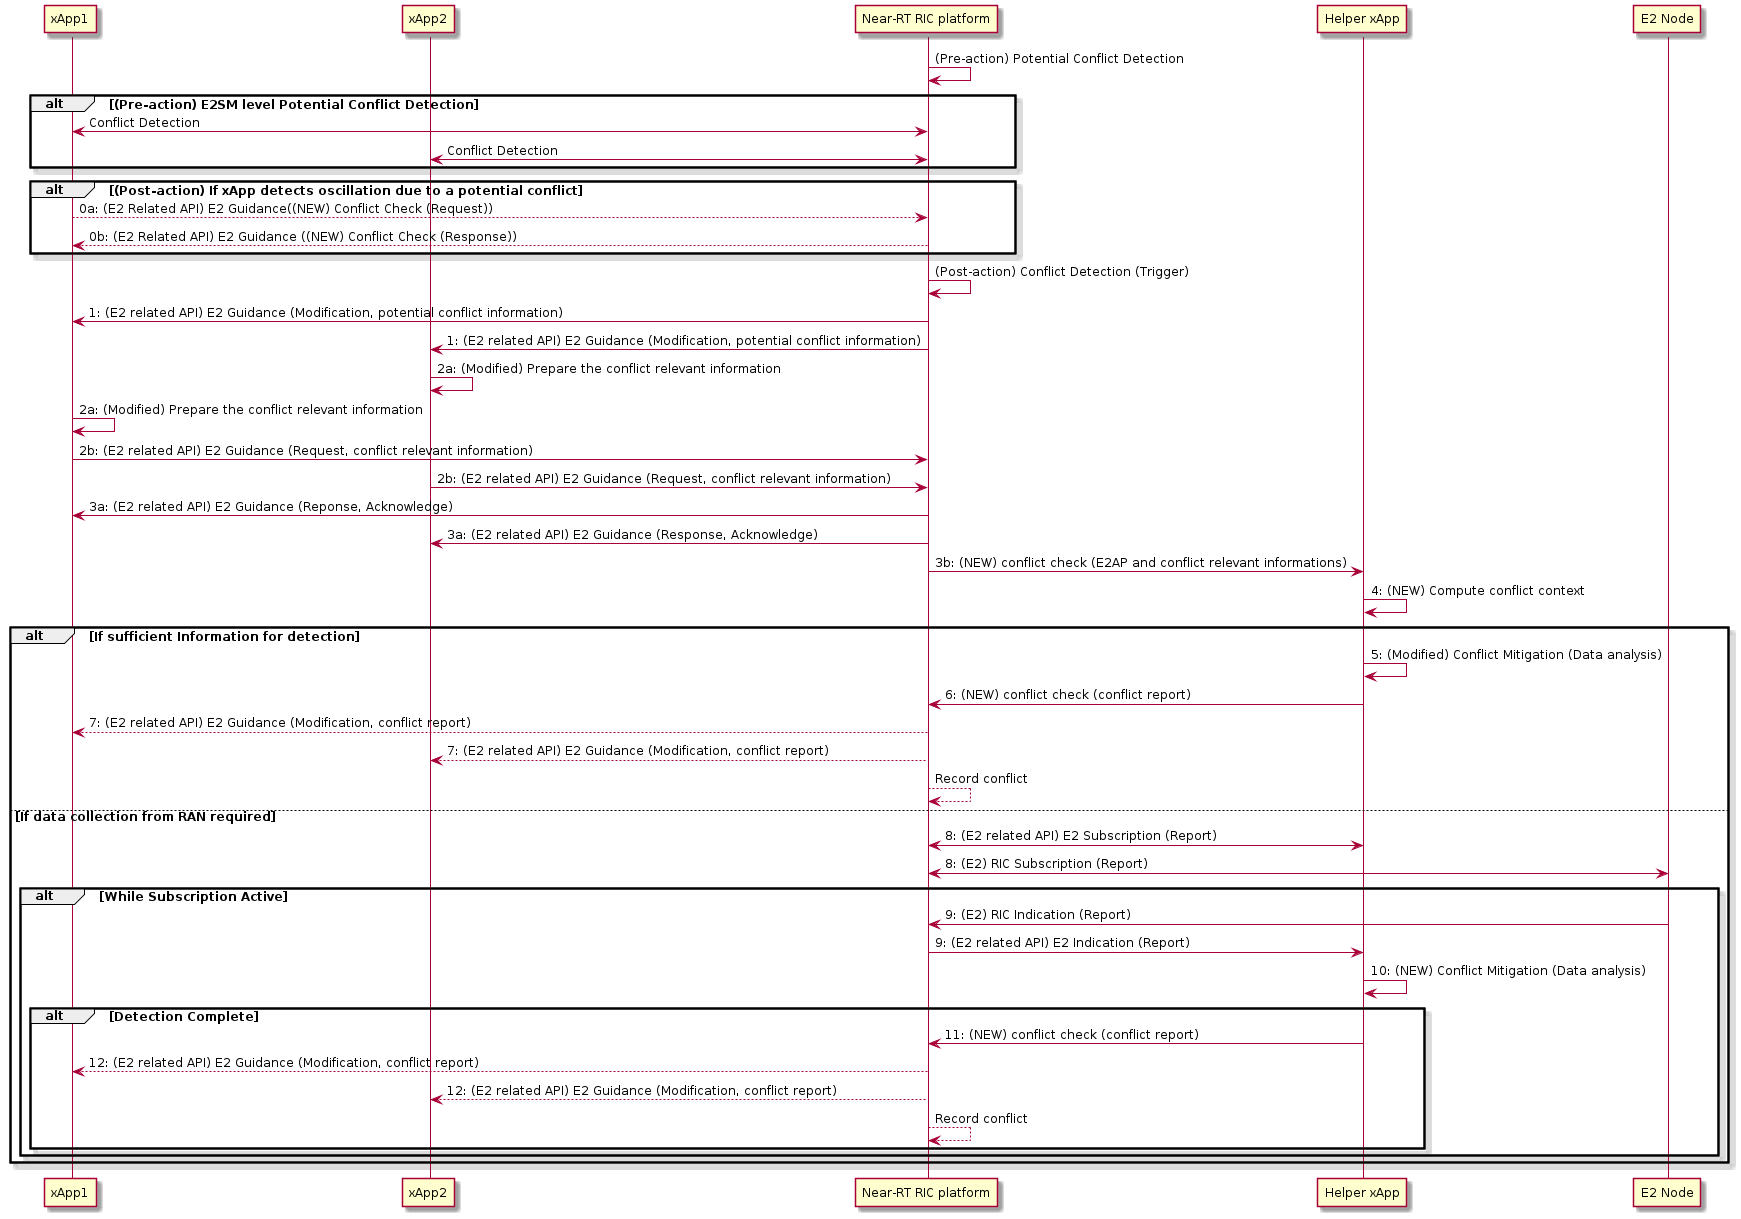 xApp1
xApp2
Near-RT RIC platform
Helper xApp
E2 Node
(Pre-action) Potential Conflict Detection
alt [(Pre-action) E2SM level Potential Conflict Detection]
Conflict Detection
Conflict Detection
alt [(Post-action) If xApp detects oscillation due to a potential conflict]
0a: (E2 Related API) E2 Guidance((NEW) Conflict Check (Request))
0b: (E2 Related API) E2 Guidance ((NEW) Conflict Check (Response))
(Post-action) Conflict Detection (Trigger)
1: (E2 related API) E2 Guidance (Modification, potential conflict information)
1: (E2 related API) E2 Guidance (Modification, potential conflict information)
2a: (Modified) Prepare the conflict relevant information
2a: (Modified) Prepare the conflict relevant information
2b: (E2 related API) E2 Guidance (Request, conflict relevant information)
2b: (E2 related API) E2 Guidance (Request, conflict relevant information)
3a: (E2 related API) E2 Guidance (Reponse, Acknowledge)
3a: (E2 related API) E2 Guidance (Response, Acknowledge)
3b: (NEW) conflict check (E2AP and conflict relevant informations)
4: (NEW) Compute conflict context
alt [If sufficient Information for detection]
5: (Modified) Conflict Mitigation (Data analysis)
6: (NEW) conflict check (conflict report)
7: (E2 related API) E2 Guidance (Modification, conflict report)
7: (E2 related API) E2 Guidance (Modification, conflict report)
Record conflict
[If data collection from RAN required]
8: (E2 related API) E2 Subscription (Report)
8: (E2) RIC Subscription (Report)
alt [While Subscription Active]
9: (E2) RIC Indication (Report)
9: (E2 related API) E2 Indication (Report)
10: (NEW) Conflict Mitigation (Data analysis)
alt [Detection Complete]
11: (NEW) conflict check (conflict report)
12: (E2 related API) E2 Guidance (Modification, conflict report)
12: (E2 related API) E2 Guidance (Modification, conflict report)
Record conflict
xApp1
xApp2
Near-RT RIC platform
Helper xApp
E2 Node